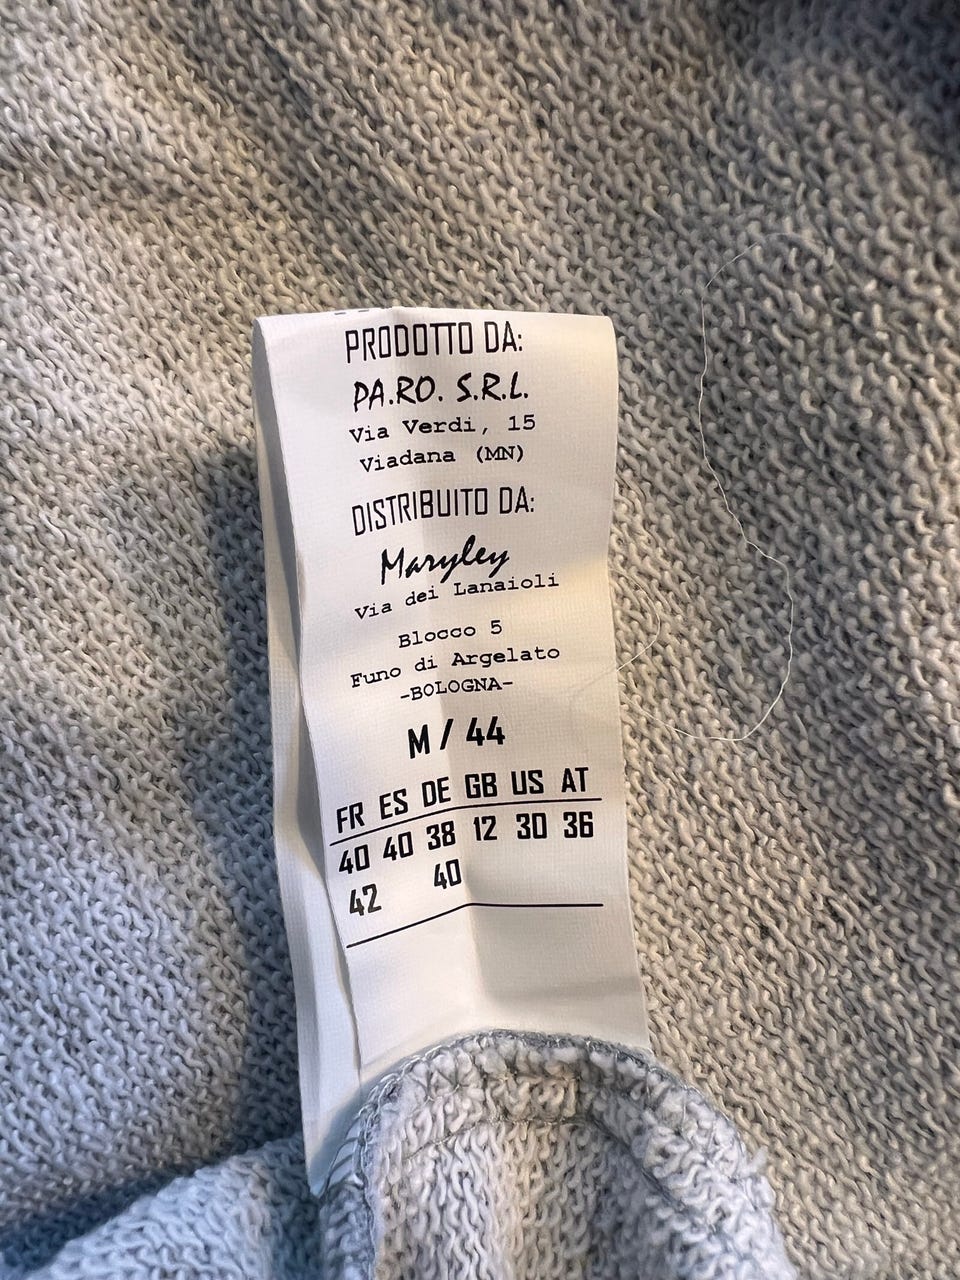 PRODOTTO DA:
PA.RO. S.R.L.
Via Verdi, 15
Viadana (MN)
DISTRIBUITO DA:
Maryley
Via dei Lanaioli
Blocco 5
Funo di Argelato
-BOLOGNA-
M / 44
FR ES DE GB US AT
40 40 38 12 30 36
42 40